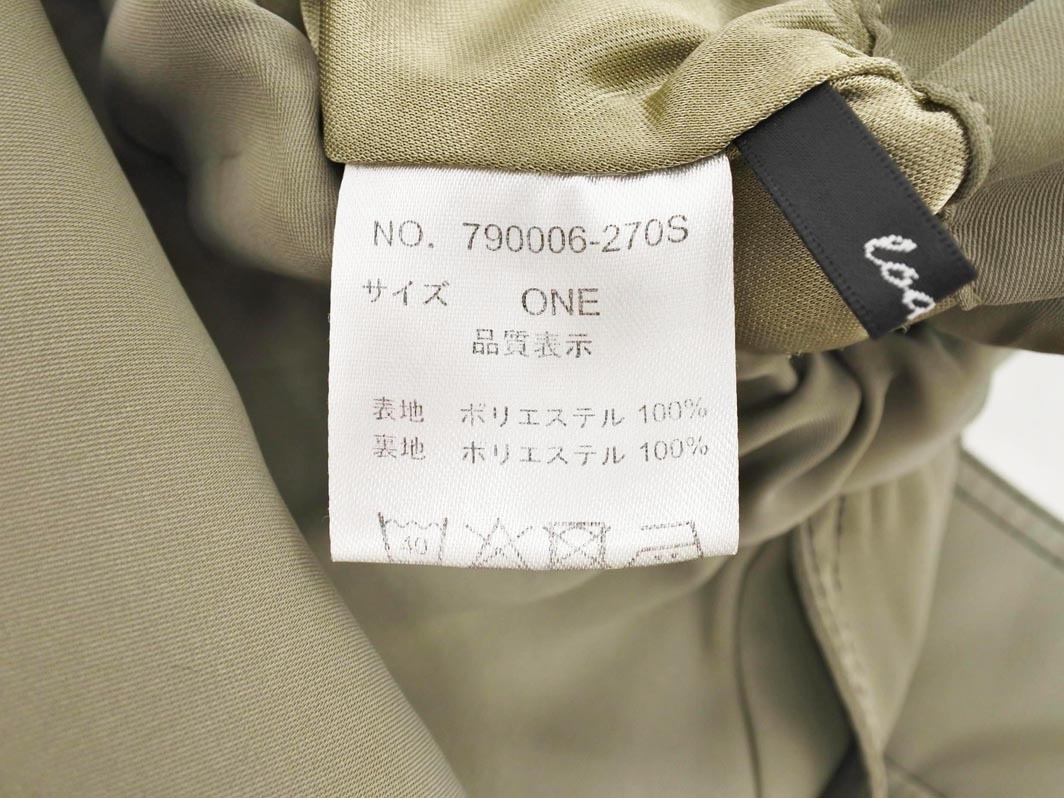 NO. 790006-270S
サイズ ONE
品質表示
表地 ポリエステル 100%
裏地 ポリエステル 100%
40